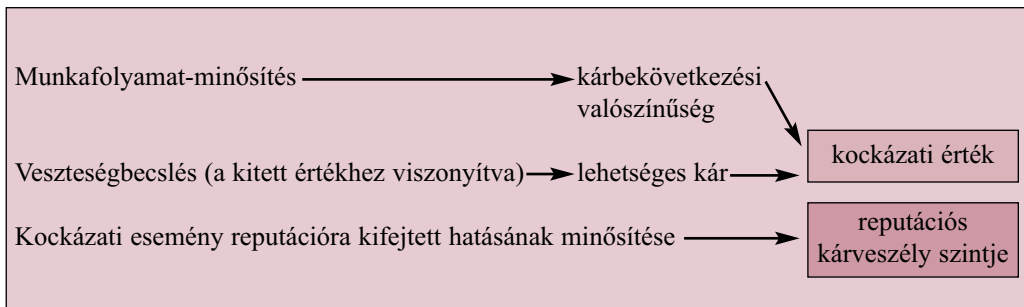 Munkafolyamat-minősítés
kárbekövetkezési
valószínűség
kockázati érték
Veszteségbecslés (a kitett értékhez viszonyítva)
lehetséges kár
Kockázati esemény reputációra kifejtett hatásának minősítése
reputációs
kárveszély szintje